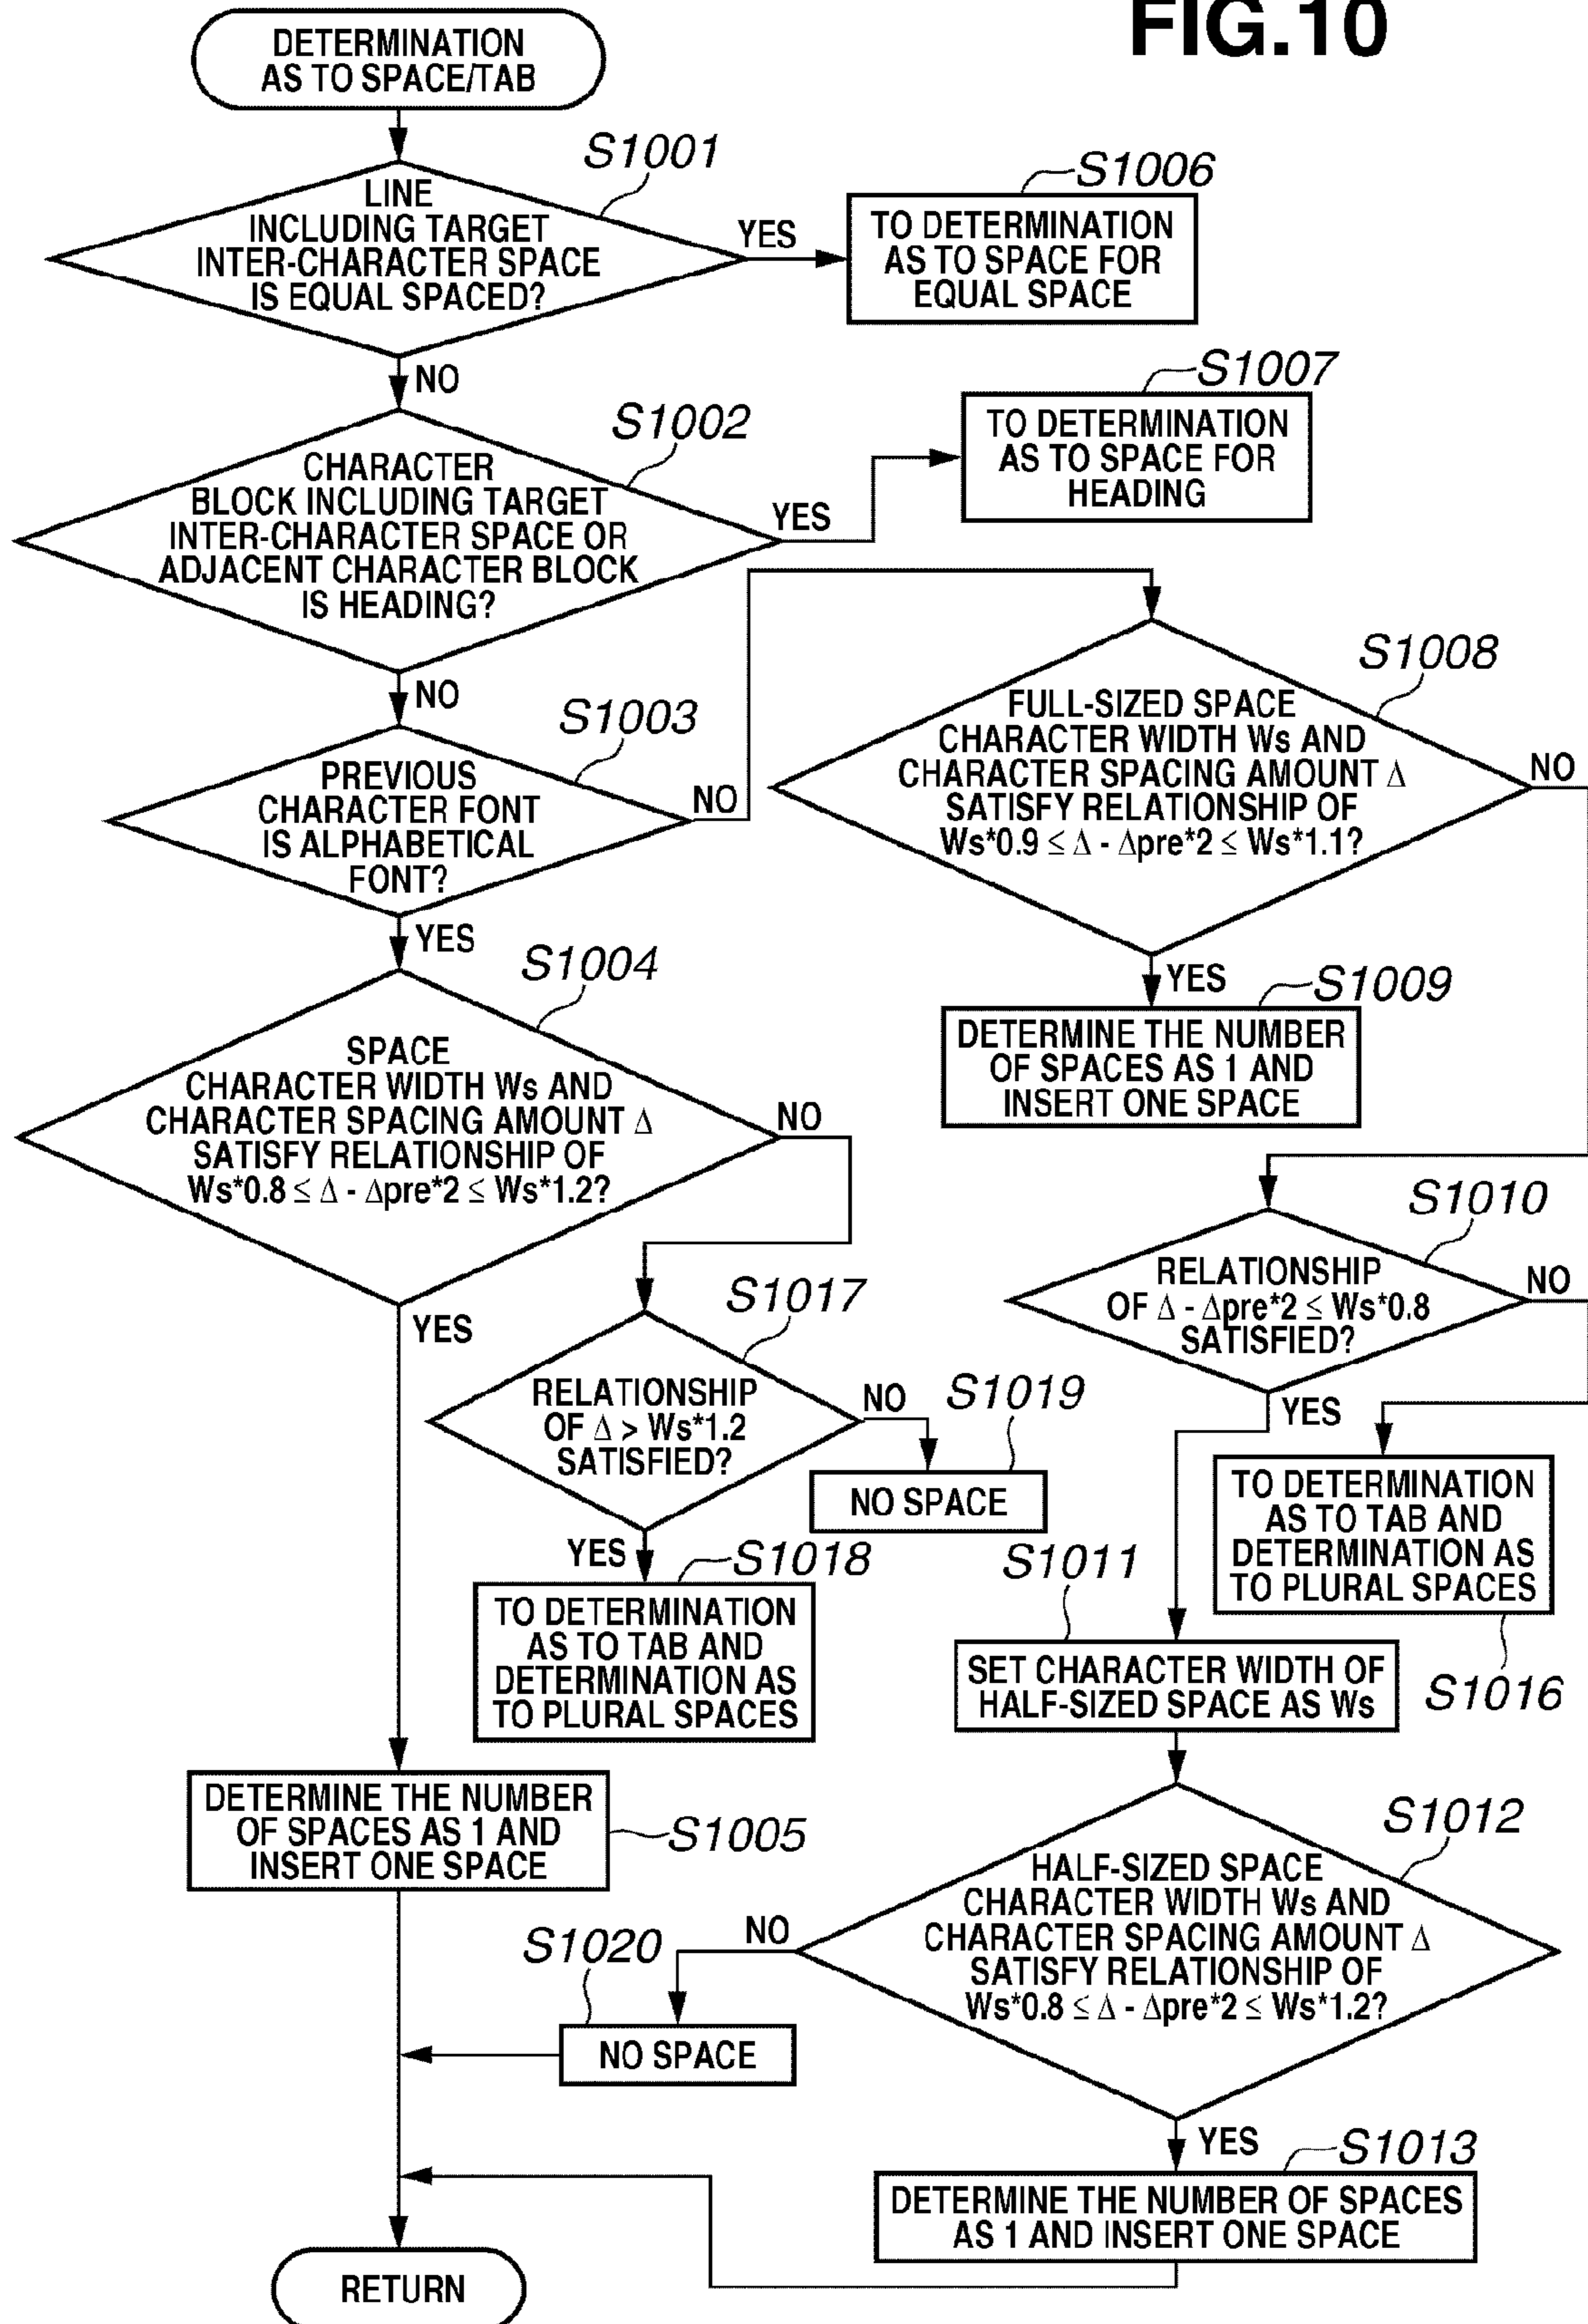 FIG.10
DETERMINATION
AS TO SPACE/TAB
S1001
LINE
INCLUDING TARGET
INTER-CHARACTER SPACE
IS EQUAL SPACED?
YES
S1006
TO DETERMINATION
AS TO SPACE FOR
EQUAL SPACE
NO
S1002
CHARACTER
BLOCK INCLUDING TARGET
INTER-CHARACTER SPACE OR
ADJACENT CHARACTER BLOCK
IS HEADING?
YES
S1007
TO DETERMINATION
AS TO SPACE FOR
HEADING
NO
S1003
PREVIOUS
CHARACTER FONT
IS ALPHABETICAL
FONT?
NO
S1008
FULL-SIZED SPACE
CHARACTER WIDTH Ws AND
CHARACTER SPACING AMOUNT Δ
SATISFY RELATIONSHIP OF
Ws*0.9 ≤ Δ - Δpre*2 ≤ Ws*1.1?
NO
YES
S1009
DETERMINE THE NUMBER
OF SPACES AS 1 AND
INSERT ONE SPACE
YES
S1004
SPACE
CHARACTER WIDTH Ws AND
CHARACTER SPACING AMOUNT Δ
SATISFY RELATIONSHIP OF
Ws*0.8 ≤ Δ - Δpre*2 ≤ Ws*1.2?
NO
YES
S1017
RELATIONSHIP
OF Δ > Ws*1.2
SATISFIED?
NO
S1019
NO SPACE
YES
S1018
TO DETERMINATION
AS TO TAB AND
DETERMINATION AS
TO PLURAL SPACES
S1010
RELATIONSHIP
OF Δ - Δpre*2 ≤ Ws*0.8
SATISFIED?
NO
YES
TO DETERMINATION
AS TO TAB AND
DETERMINATION AS
TO PLURAL SPACES
S1016
S1011
SET CHARACTER WIDTH OF
HALF-SIZED SPACE AS Ws
DETERMINE THE NUMBER
OF SPACES AS 1 AND
INSERT ONE SPACE
S1005
S1012
HALF-SIZED SPACE
CHARACTER WIDTH Ws AND
CHARACTER SPACING AMOUNT Δ
SATISFY RELATIONSHIP OF
Ws*0.8 ≤ Δ - Δpre*2 ≤ Ws*1.2?
NO
S1020
NO SPACE
YES
S1013
DETERMINE THE NUMBER OF SPACES
AS 1 AND INSERT ONE SPACE
RETURN